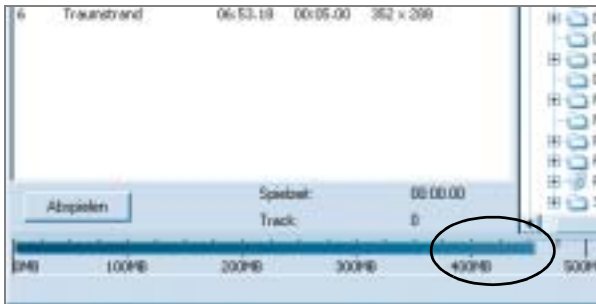 6 Traumstrand 06:53.18 00:05.00 352 x 288
Abspielen
Spielzeit: 00:00.00
Track: 0
0MB 100MB 200MB 300MB 400MB 500M